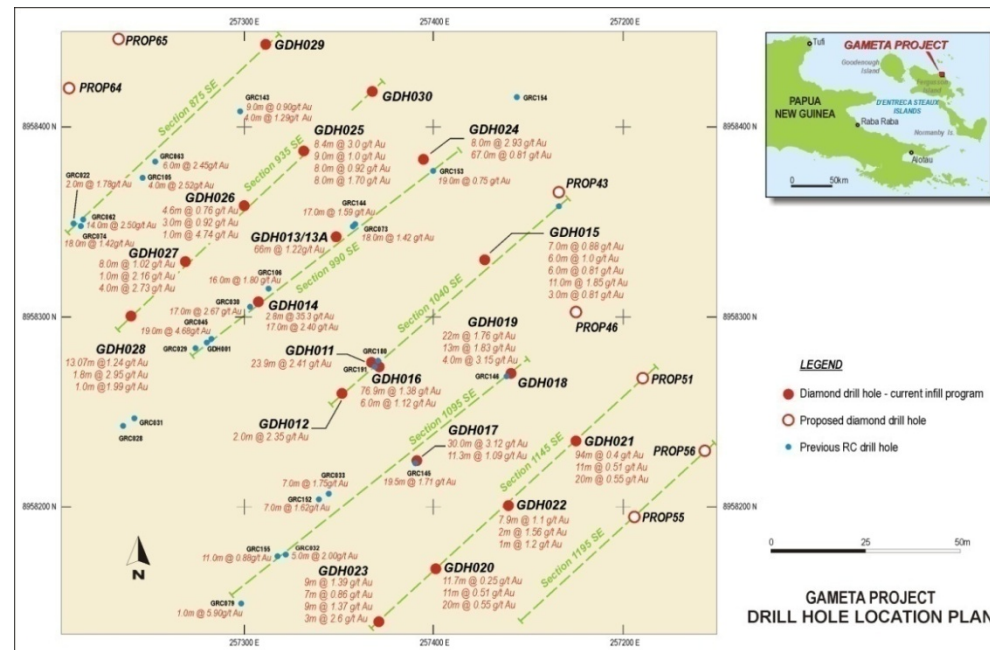 257300 E
257400 E
257200 E
PROP65
GDH029
PROP64
Section 875 SE
GDH030
GRC143
9.0m @ 0.90g/t Au
4.0m @ 1.29g/t Au
GRC154
8958400
8958400 N
GDH025
8.4m @ 3.0 g/t Au
9.0m @ 1.0 g/t Au
8.0m @ 0.92 g/t Au
8.0m @ 1.70 g/t Au
GDH024
8.0m @ 2.93 g/t Au
67.0m @ 0.81 g/t Au
Section 935 SE
GRC063
6.0m @ 2.45g/t Au
GRC105
4.0m @ 2.52g/t Au
GRC022
2.0m @ 1.78g/t Au
GRC153
19.0m @ 0.75 g/t Au
PROP43
GDH026
4.6m @ 0.76 g/t Au
3.0m @ 0.92 g/t Au
1.0m @ 4.74 g/t Au
GRC062
14.0m @ 2.50g/t Au
GRC074
18.0m @ 1.42g/t Au
GRC144
17.0m @ 1.59 g/t Au
GRC073
18.0m @ 1.42 g/t Au
GDH013/13A
66m @ 1.22g/t Au
GDH015
7.0m @ 0.88 g/t Au
6.0m @ 1.0 g/t Au
6.0m @ 0.81 g/t Au
11.0m @ 1.85 g/t Au
3.0m @ 0.81 g/t Au
GDH027
8.0m @ 1.02 g/t Au
1.0m @ 2.16 g/t Au
4.0m @ 2.73 g/t Au
Section 990 SE
GRC106
16.0m @ 1.80 g/t Au
Section 1040 SE
GRC030
17.0m @ 2.67 g/t Au
GDH014
2.8m @ 35.3 g/t Au
17.0m @ 2.40 g/t Au
PROP46
8958300
8958300 N
GRC045
19.0m @ 4.68g/t Au
GRC029
GDH001
GDH019
22m @ 1.76 g/t Au
13m @ 1.83 g/t Au
4.0m @ 3.15 g/t Au
GDH028
13.07m @1.24 g/t Au
1.8m @ 2.95 g/t Au
1.0m @1.99 g/t Au
GDH011
23.9m @ 2.41 g/t Au
GRC180
GRC191
GDH016
76.9m @ 1.38 g/t Au
6.0m @ 1.12 g/t Au
GRC146
GDH018
PROP51
GDH012
2.0m @ 2.35g/t Au
Section 1095 SE
GRC031
GRC028
GDH017
30.0m @ 3.12 g/t Au
11.3m @ 1.09 g/t Au
GRC145
19.5m @ 1.71 g/t Au
GDH021
94m @ 0.4 g/t Au
11m @ 0.51 g/t Au
20m @ 0.55 g/t Au
PROP56
GRC033
7.0m @ 1.75g/t Au
GRC152
7.0m @ 1.62g/t Au
Section 1145 SE
8958200
8958200 N
GDH022
7.9m @ 1.1 g/t Au
2m @ 1.56 g/t Au
1m @ 1.2 g/t Au
PROP55
Section 1195 SE
GRC155
11.0m @ 0.88g/t Au
GRC032
5.0m @ 2.00g/t Au
N
GDH023
9m @ 1.39 g/t Au
7m @ 0.86 g/t Au
9m @ 1.37 g/t Au
3m @ 2.6 g/t Au
GDH020
11.7m @ 0.25 g/t Au
11m @ 0.51 g/t Au
20m @ 0.55 g/t Au
GRC079
1.0m @ 5.90g/t Au
257300 E
257400 E
257200 E
Tufi
GAMETA PROJECT
Goodenough
Island
Fergusson
Island
PAPUA
NEW GUINEA
D'ENTRECASTEAUX
ISLANDS
Raba Raba
Normanby Is.
Alotau
0
50km
LEGEND
Diamond drill hole - current infill program
Proposed diamond drill hole
Previous RC drill hole
0
25
50m
GAMETA PROJECT
DRILL HOLE LOCATION PLAN